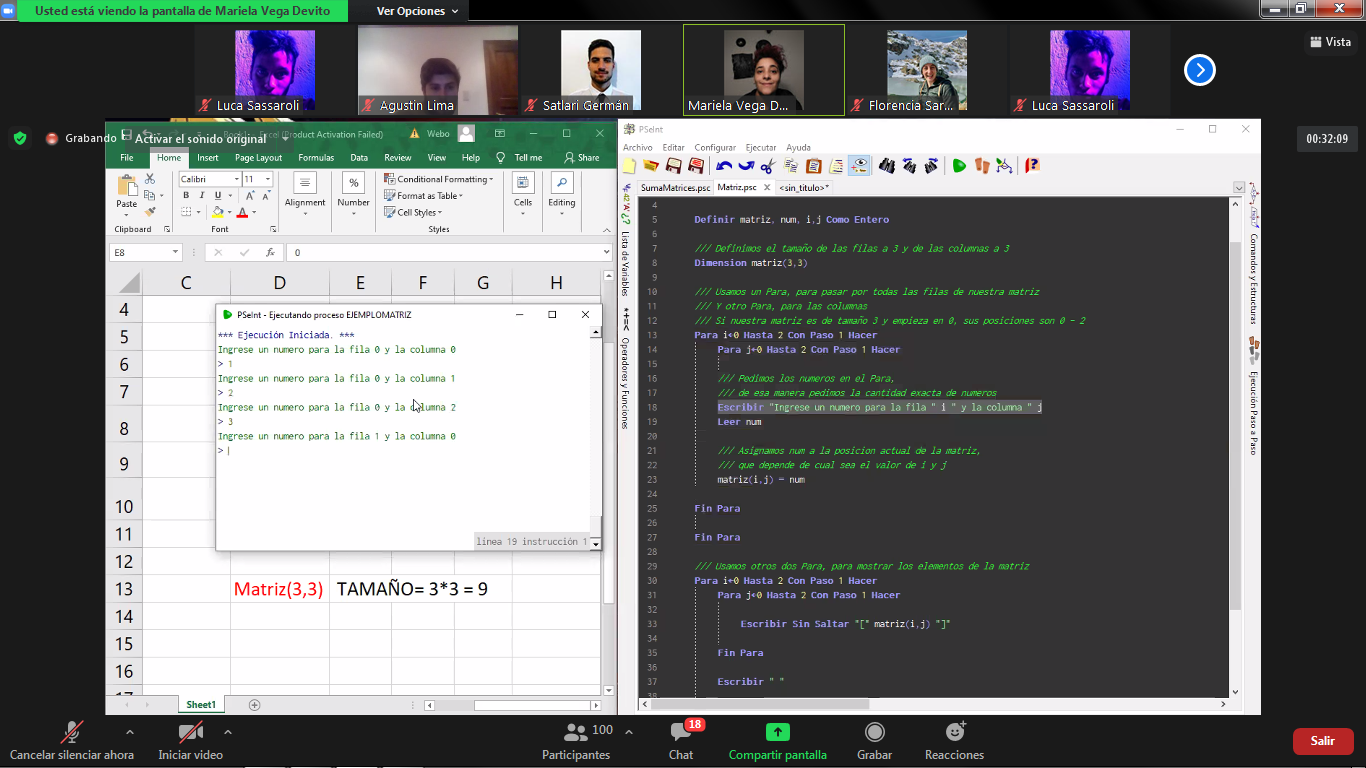 Usted está viendo la pantalla de Mariela Vega Devito
Ver Opciones
Luca Sassaroli
Agustin Lima
Satlari Germán
Mariela Vega D...
Florencia Sar...
Luca Sassaroli
Vista
Grabando
Activar el sonido original
Excel (Product Activation Failed)
Webo
00:32:09
File Home Insert Page Layout Formulas Data Review View Help Tell me Share
Paste
Clipboard
Calibri 11
B I U
Font
Alignment
Number
Conditional Formatting
Format as Table
Cell Styles
Styles
Cells
Editing
E8
fx
0
C D E F G H
4
5
6
7
8
9
10
11
12
13 Matriz(3,3) TAMAÑO= 3*3 = 9
14
15
16
17
Sheet1
PSeInt - Ejecutando proceso EJEMPLOMATRIZ
*** Ejecución Iniciada. ***
Ingrese un numero para la fila 0 y la columna 0
> 1
Ingrese un numero para la fila 0 y la columna 1
> 2
Ingrese un numero para la fila 0 y la columna 2
> 3
Ingrese un numero para la fila 1 y la columna 0
>
línea 19 instrucción 1
PSeInt
Archivo Editar Configurar Ejecutar Ayuda
SumaMatrices.psc Matriz.psc <sin_titulo>*
Lista de Variables
Operadores y Funciones
Comandos y Estructuras
Ejecución Paso a Paso
4
5 Definir matriz, num, i,j Como Entero
6
7 /// Definimos el tamaño de las filas a 3 y de las columnas a 3
8 Dimension matriz(3,3)
9
10 /// Usamos un Para, para pasar por todas las filas de nuestra matriz
11 /// Y otro Para, para las columnas
12 /// Si nuestra matriz es de tamaño 3 y empieza en 0, sus posiciones son 0 - 2
13 Para i←0 Hasta 2 Con Paso 1 Hacer
14 Para j←0 Hasta 2 Con Paso 1 Hacer
15
16 /// Pedimos los numeros en el Para,
17 /// de esa manera pedimos la cantidad exacta de numeros
18 Escribir "Ingrese un numero para la fila " i " y la columna " j
19 Leer num
20
21 /// Asignamos num a la posicion actual de la matriz,
22 /// que depende de cual sea el valor de i y j
23 matriz(i,j) = num
24
25 Fin Para
26
27 Fin Para
28
29 /// Usamos otros dos Para, para mostrar los elementos de la matriz
30 Para i←0 Hasta 2 Con Paso 1 Hacer
31 Para j←0 Hasta 2 Con Paso 1 Hacer
32
33 Escribir Sin Saltar "[" matriz(i,j) "]"
34
35 Fin Para
36
37 Escribir " "
38
Cancelar silenciar ahora
Iniciar video
Participantes
100
Chat
18
Compartir pantalla
Grabar
Reacciones
Salir